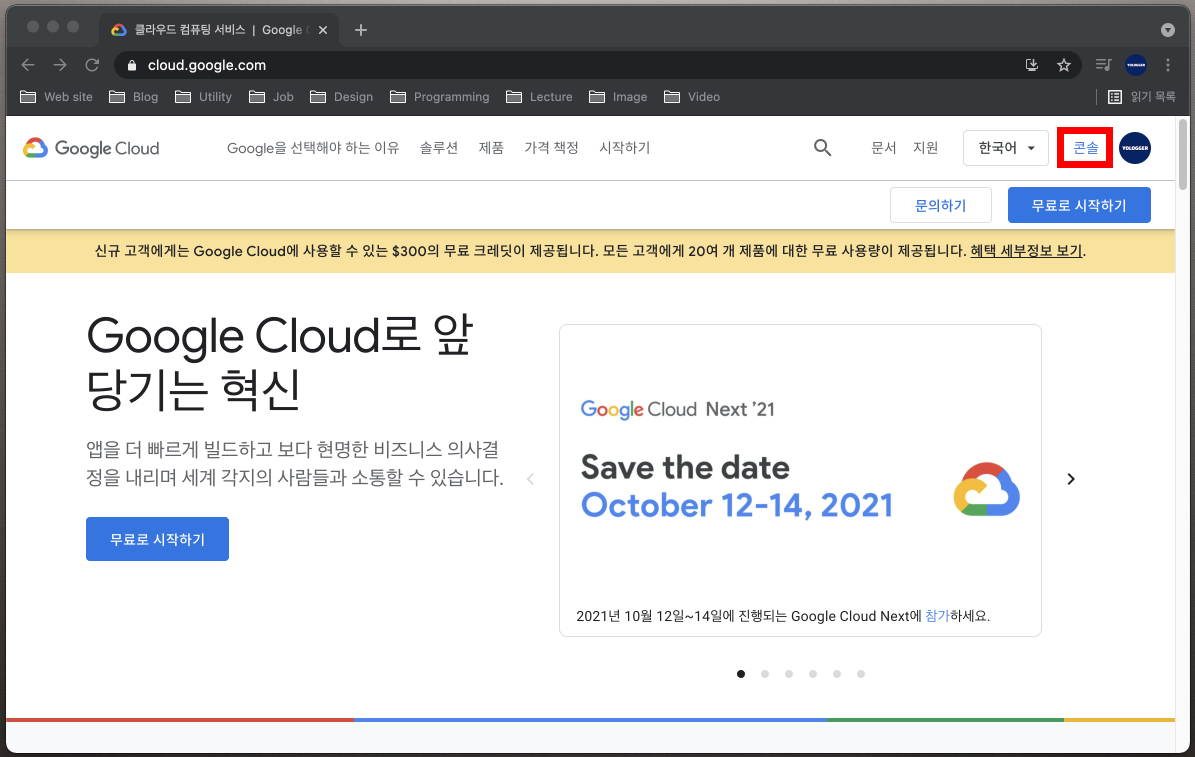 클라우드 컴퓨팅 서비스 | Google
cloud.google.com
Web site Blog Utility Job Design Programming Lecture Image Video 읽기 목록
Google Cloud Google을 선택해야 하는 이유 솔루션 제품 가격 책정 시작하기 문서 지원 한국어 콘솔 YOLOGGER
문의하기 무료로 시작하기
신규 고객에게는 Google Cloud에 사용할 수 있는 $300의 무료 크레딧이 제공됩니다. 모든 고객에게 20여 개 제품에 대한 무료 사용량이 제공됩니다. 혜택 세부정보 보기.
Google Cloud로 앞
당기는 혁신
앱을 더 빠르게 빌드하고 보다 현명한 비즈니스 의사결
정을 내리며 세계 각지의 사람들과 소통할 수 있습니다.
무료로 시작하기
Google Cloud Next ’21
Save the date
October 12-14, 2021
2021년 10월 12일~14일에 진행되는 Google Cloud Next에 참가하세요.